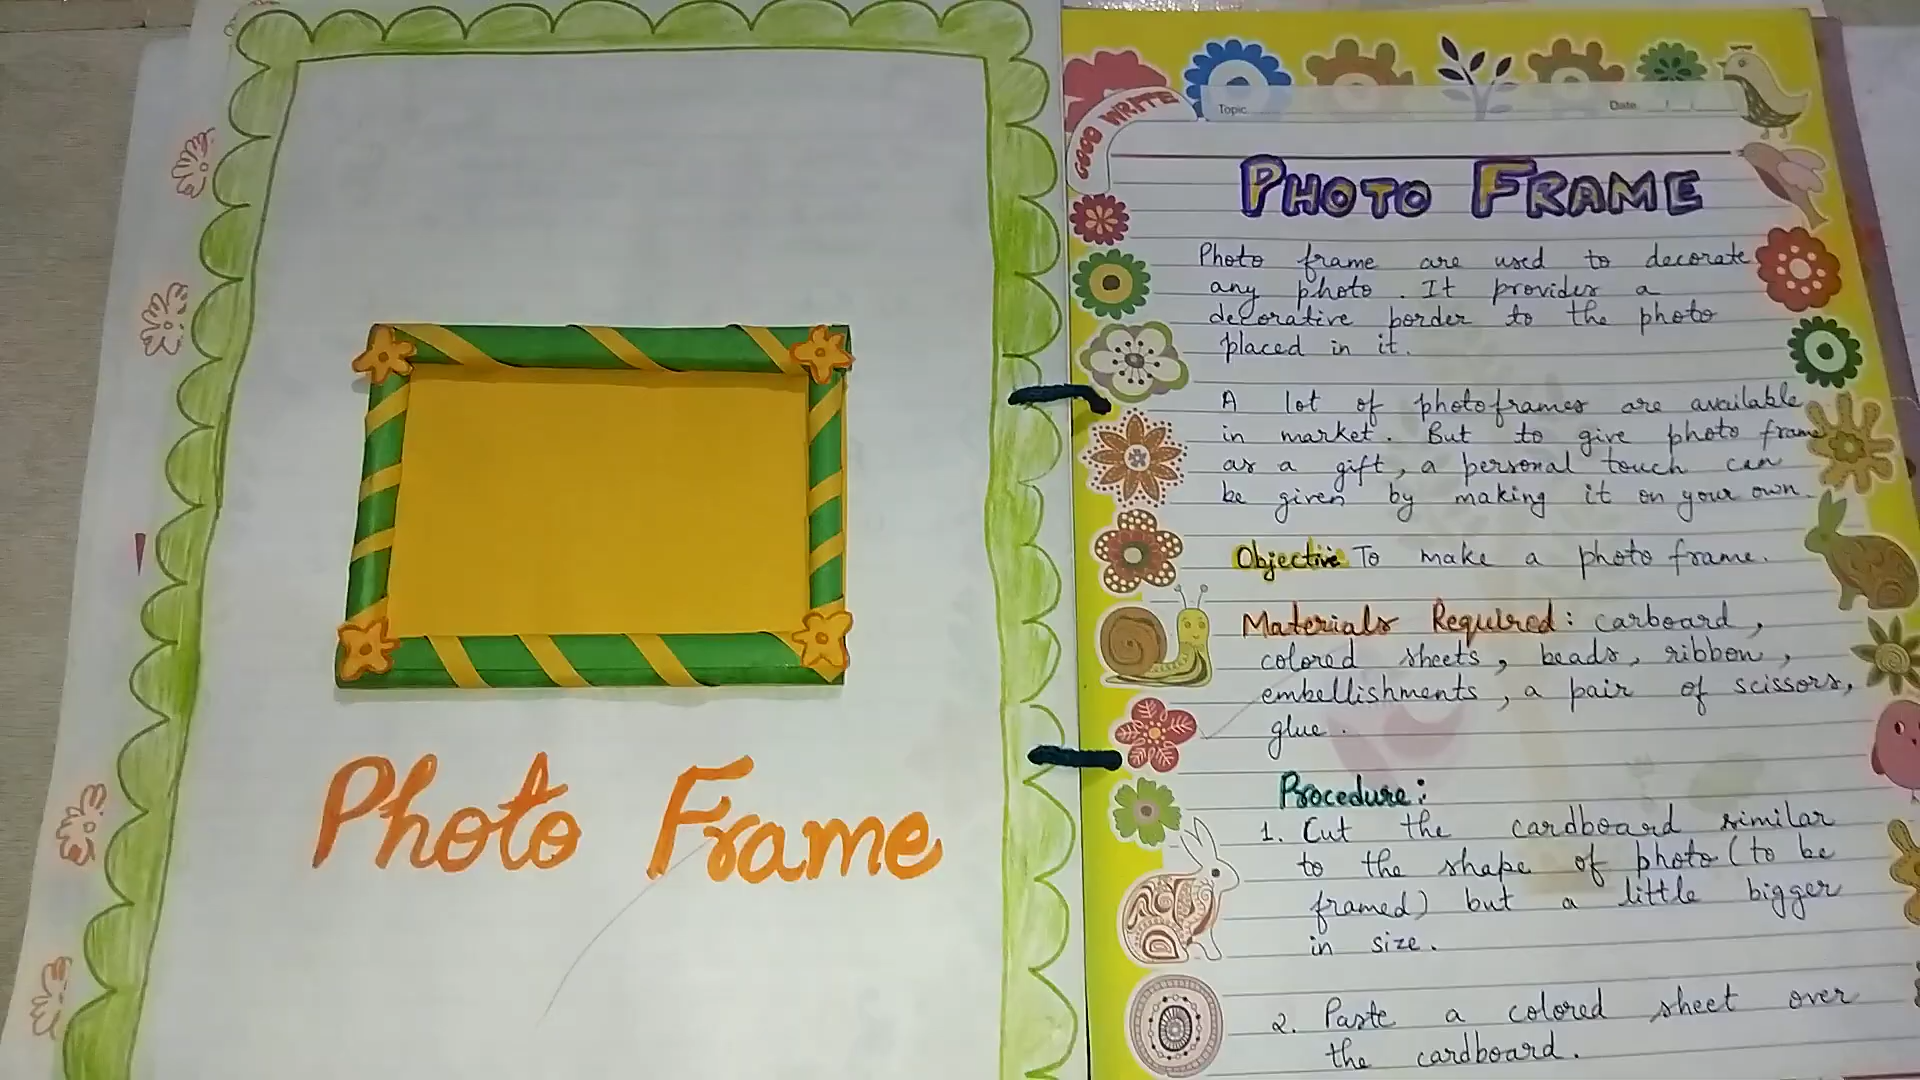 Photo Frame
GOOD WRITE
Topic
Date
PHOTO FRAME
Photo frame are used to decorate
any photo. It provides a
decorative border to the photo
placed in it.
A lot of photoframes are available
in market. But to give photo frame
as a gift, a personal touch can
be given by making it on your own.
Objective To make a photo frame.
Materials Required: carboard,
colored sheets, beads, ribbon,
embellishments, a pair of scissors,
glue.
Procedure:
1. Cut the cardboard similar
to the shape of photo (to be
framed) but a little bigger
in size.
2. Paste a colored sheet over
the cardboard.